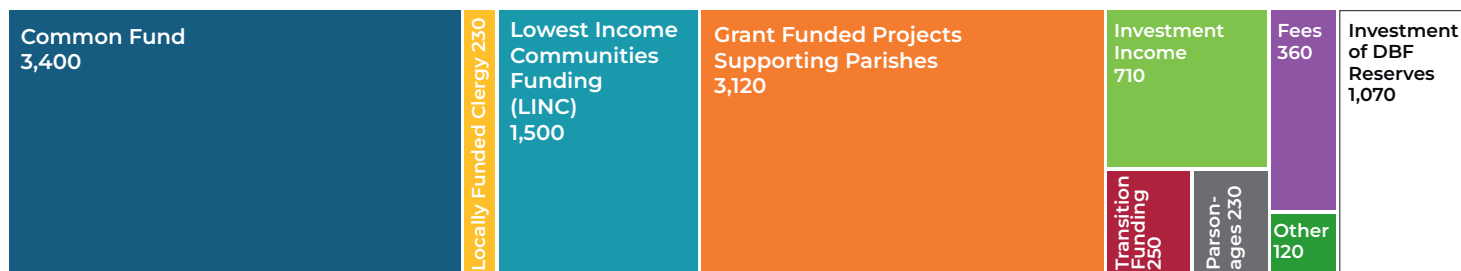 Common Fund
3,400
Locally Funded Clergy 230
Lowest Income
Communities
Funding
(LINC)
1,500
Grant Funded Projects
Supporting Parishes
3,120
Investment
Income
710
Transition
Funding
250
Parson-
ages 230
Fees
360
Other
120
Investment
of DBF
Reserves
1,070